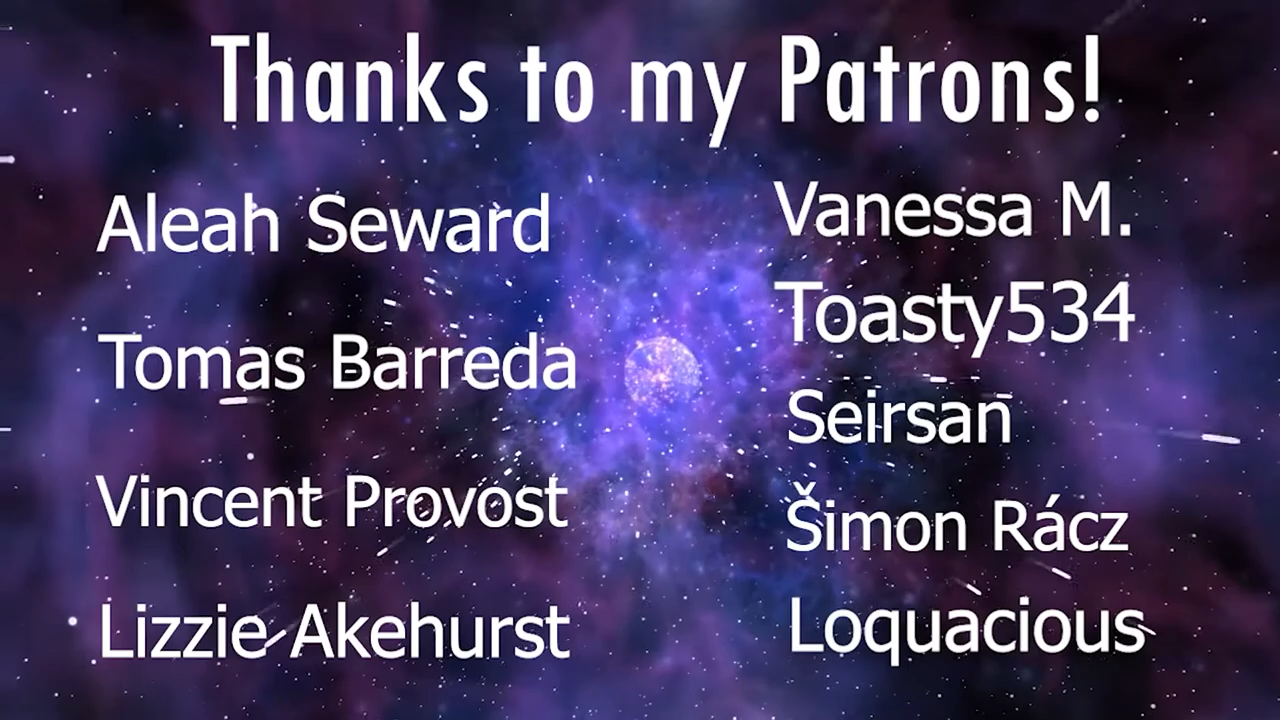 Thanks to my Patrons!
Aleah Seward
Tomas Barreda
Vincent Provost
Lizzie Akehurst
Vanessa M.
Toasty534
Seirsan
Šimon Rácz
Loquacious